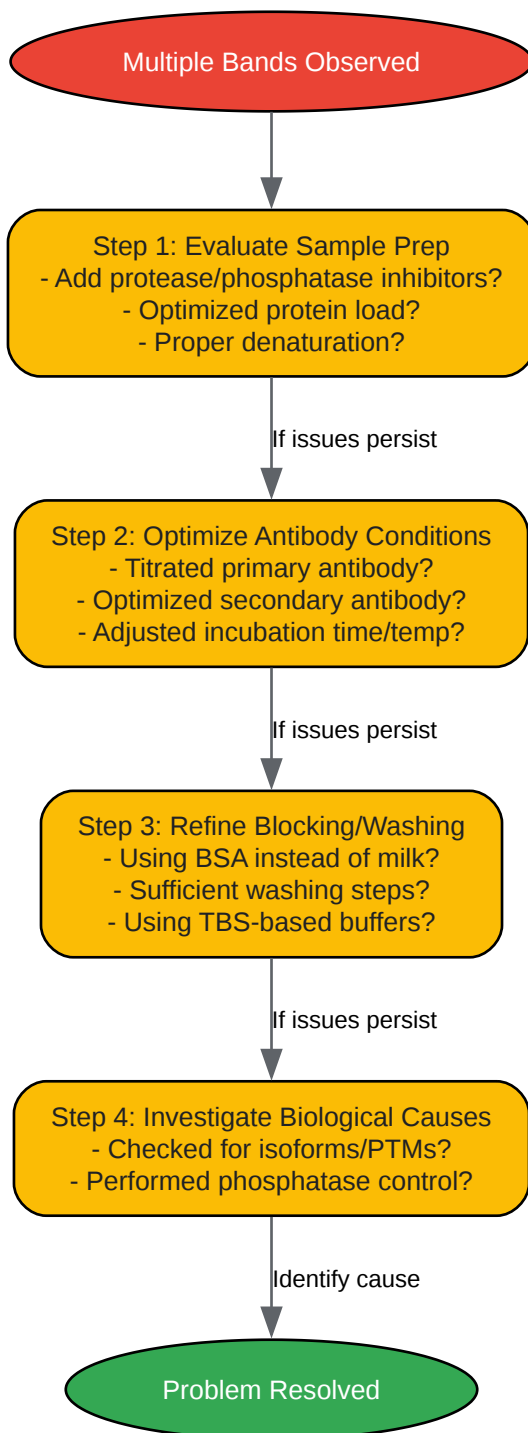 Multiple Bands Observed
Step 1: Evaluate Sample Prep
- Add protease/phosphatase inhibitors?
- Optimized protein load?
- Proper denaturation?
If issues persist
Step 2: Optimize Antibody Conditions
- Titrated primary antibody?
- Optimized secondary antibody?
- Adjusted incubation time/temp?
If issues persist
Step 3: Refine Blocking/Washing
- Using BSA instead of milk?
- Sufficient washing steps?
- Using TBS-based buffers?
If issues persist
Step 4: Investigate Biological Causes
- Checked for isoforms/PTMs?
- Performed phosphatase control?
Identify cause
Problem Resolved